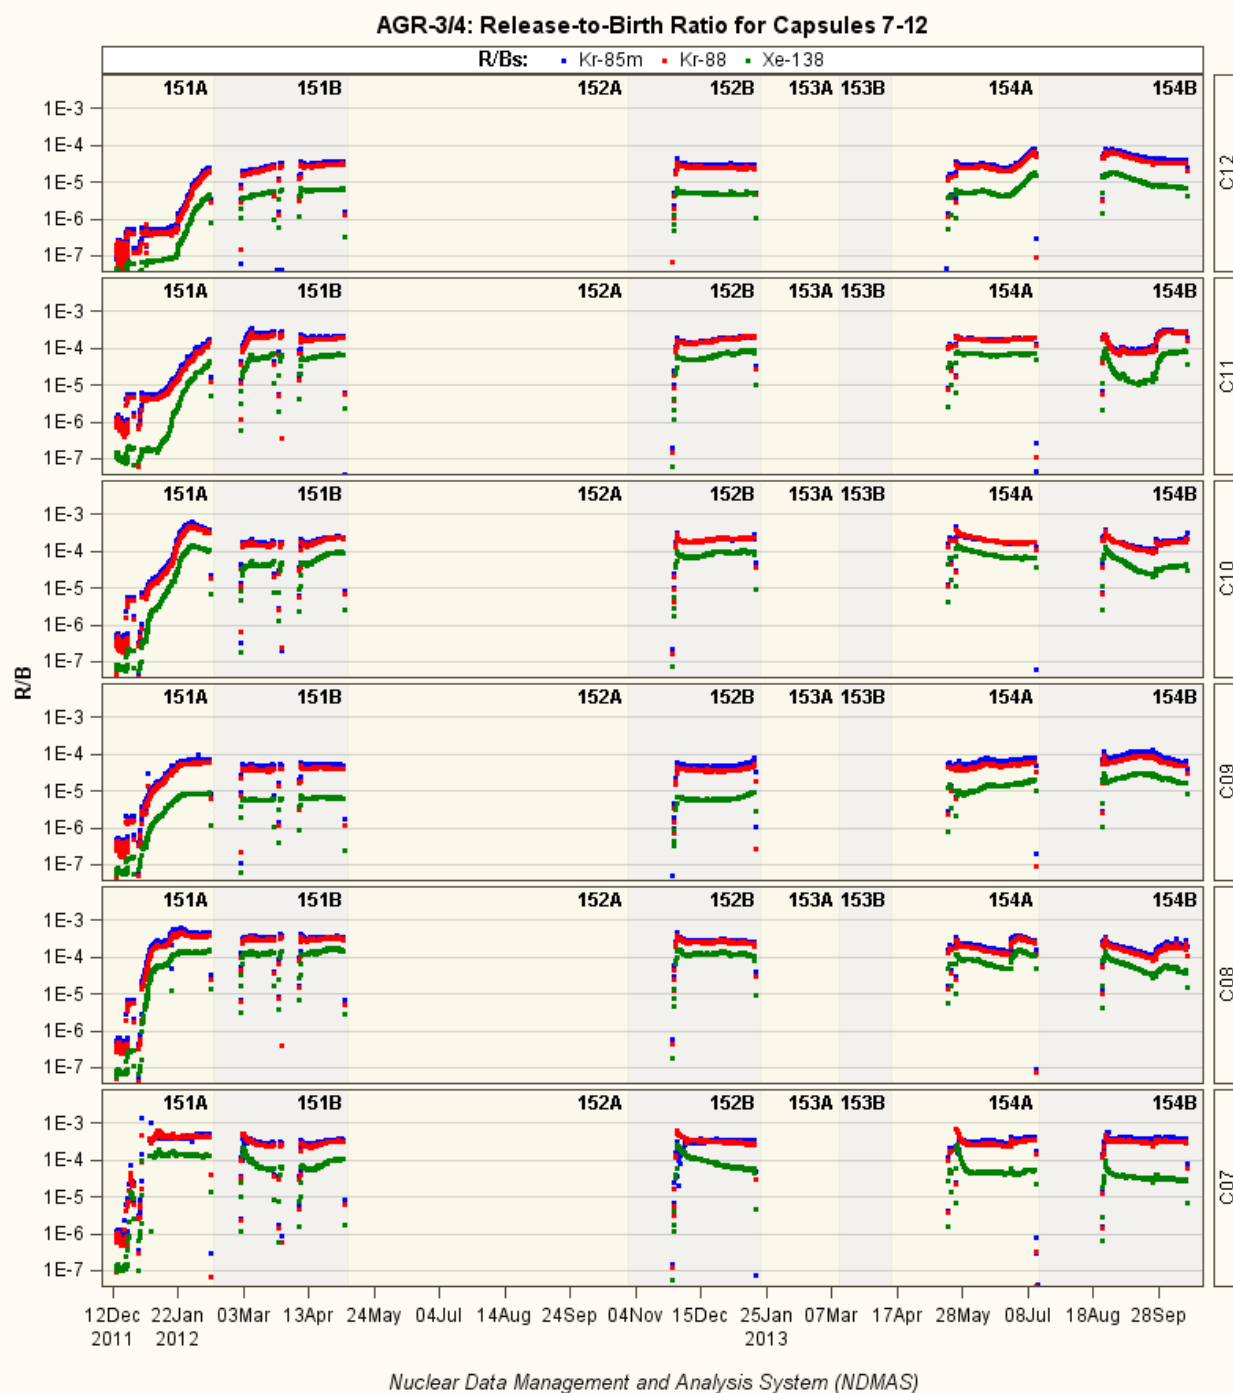 AGR-3/4: Release-to-Birth Ratio for Capsules 7-12
R/Bs: Kr-85m Kr-88 Xe-138
151A 151B 152A 152B 153A 153B 154A 154B
1E-3
1E-4
1E-5
1E-6
1E-7
C12
151A 151B 152A 152B 153A 153B 154A 154B
1E-3
1E-4
1E-5
1E-6
1E-7
C11
151A 151B 152A 152B 153A 153B 154A 154B
1E-3
1E-4
1E-5
1E-6
1E-7
C10
R/B
151A 151B 152A 152B 153A 153B 154A 154B
1E-3
1E-4
1E-5
1E-6
1E-7
C09
151A 151B 152A 152B 153A 153B 154A 154B
1E-3
1E-4
1E-5
1E-6
1E-7
C08
151A 151B 152A 152B 153A 153B 154A 154B
1E-3
1E-4
1E-5
1E-6
1E-7
C07
12Dec 22Jan 03Mar 13Apr 24May 04Jul 14Aug 24Sep 04Nov 15Dec 25Jan 07Mar 17Apr 28May 08Jul 18Aug 28Sep
2011 2012 2013
Nuclear Data Management and Analysis System (NDMAS)